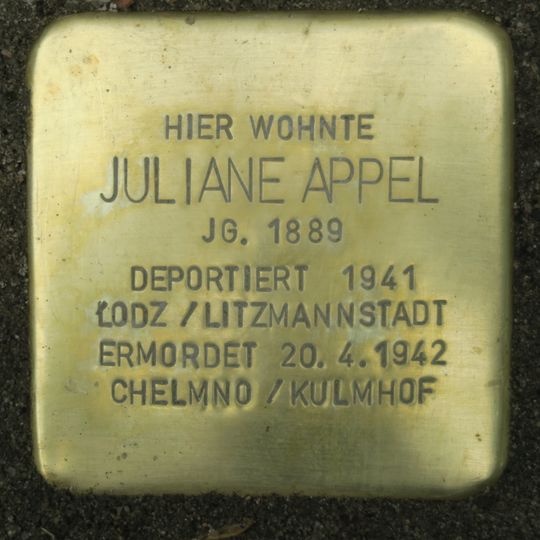 HIER WOHNTE
JULIANE APPEL
JG. 1889
DEPORTIERT 1941
ŁODZ / LITZMANNSTADT
ERMORDET 20. 4. 1942
CHELMNO / KULMHOF